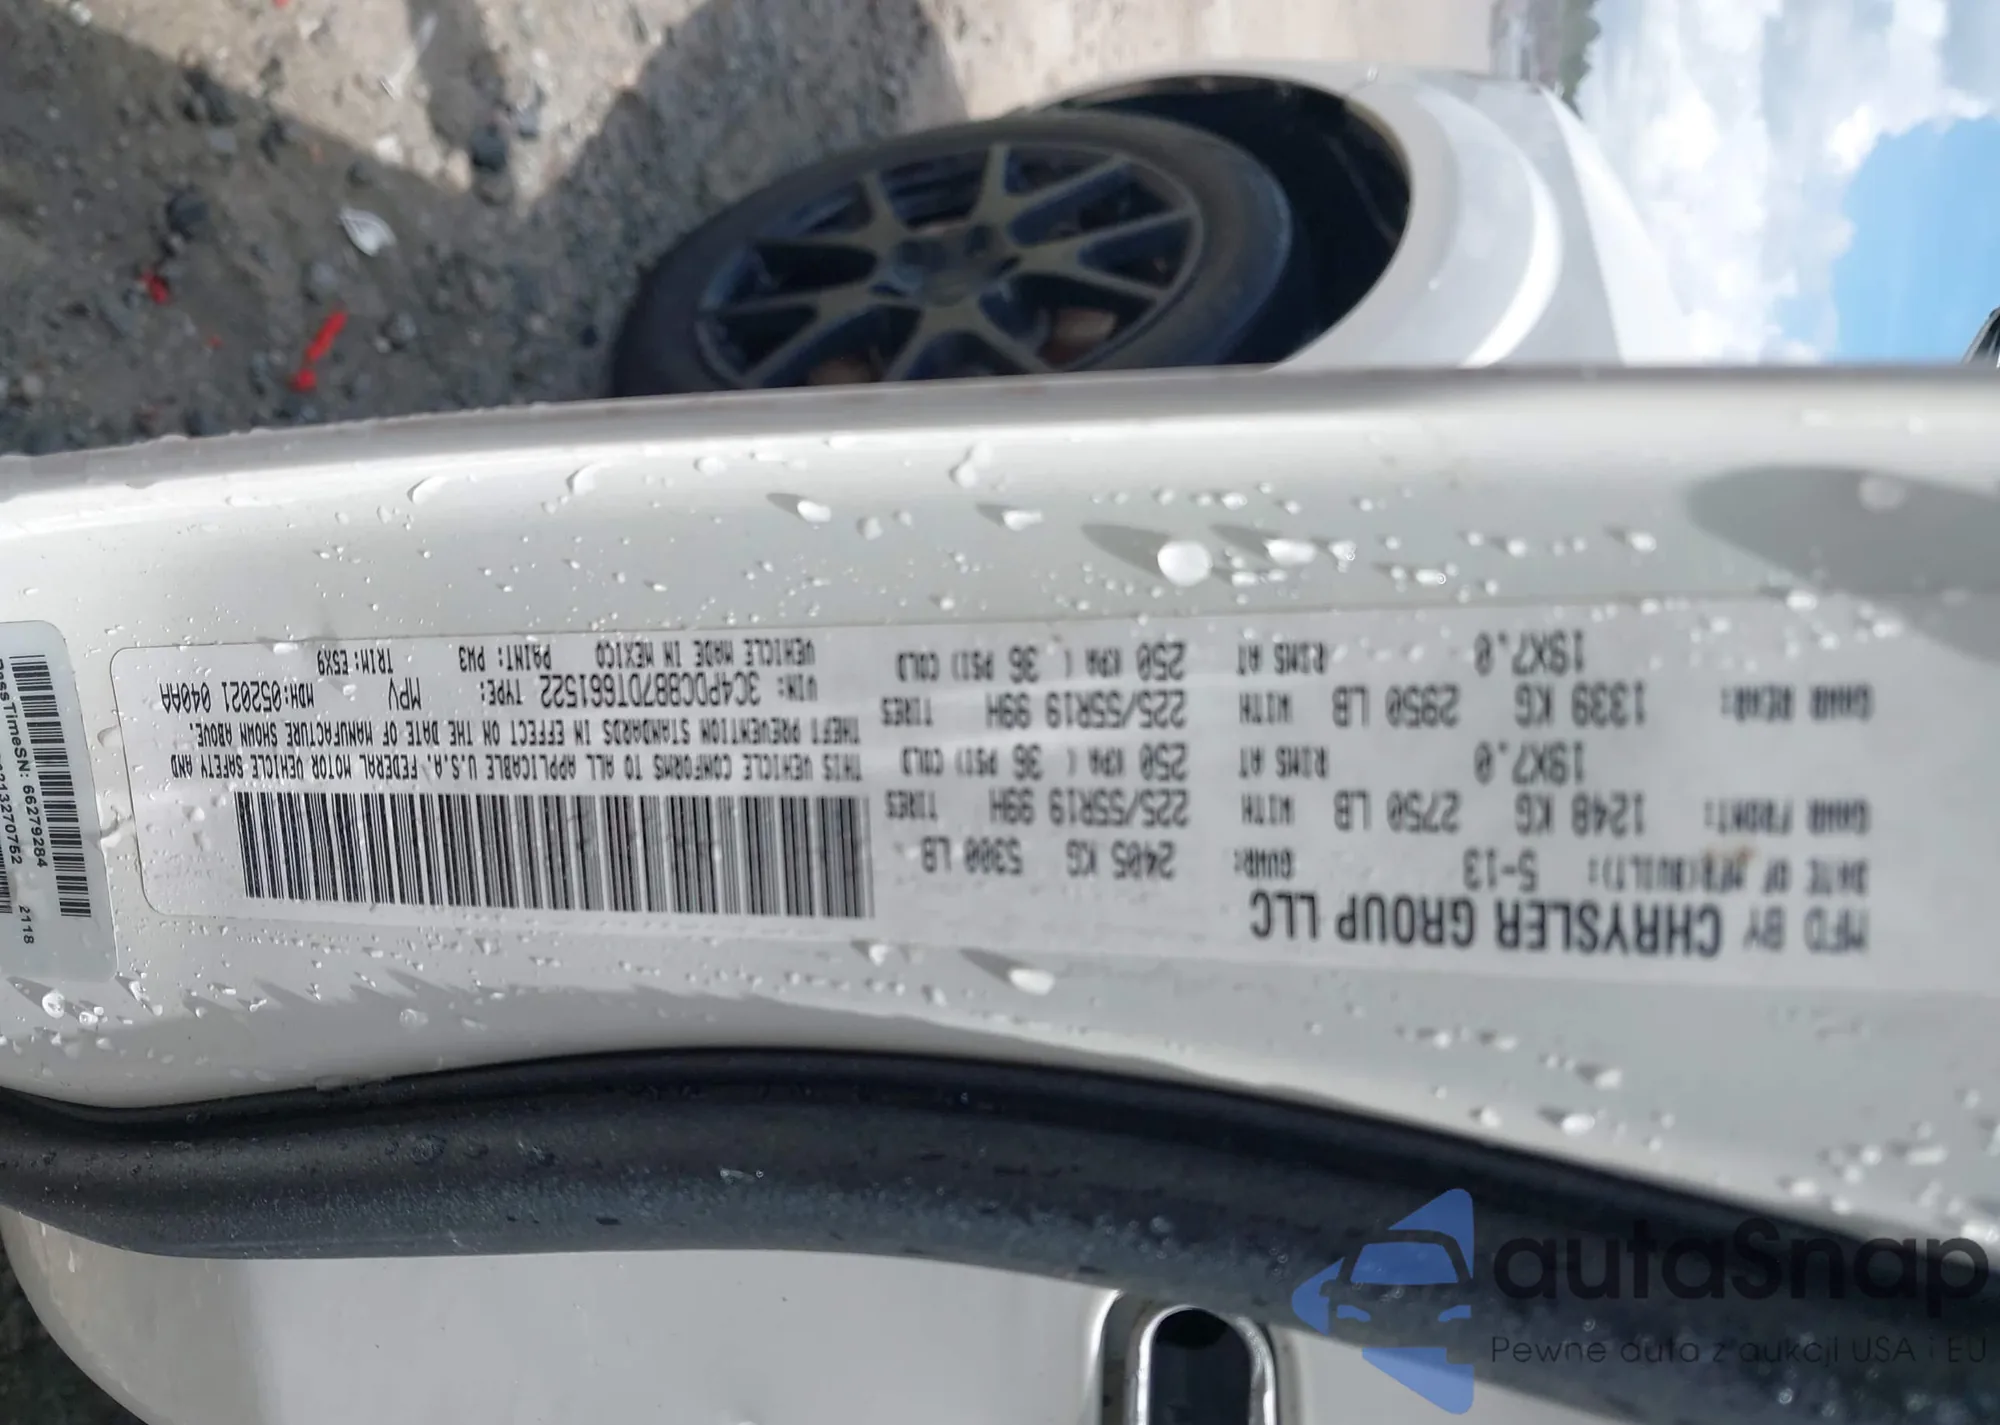 MFD BY CHRYSLER GROUP LLC
DATE OF MFR(BUILT): 5-13 GVWR: 2405 KG 5300 LB
GAWR FRONT: 1248 KG 2750 LB WITH 225/55R19 99H TIRES
19X7.0 RIMS AT 250 KPA ( 36 PSI) COLD
GAWR REAR: 1339 KG 2950 LB WITH 225/55R19 99H TIRES
19X7.0 RIMS AT 250 KPA ( 36 PSI) COLD
THIS VEHICLE CONFORMS TO ALL APPLICABLE U.S.A. FEDERAL MOTOR VEHICLE SAFETY AND
THEFT PREVENTION STANDARDS IN EFFECT ON THE DATE OF MANUFACTURE SHOWN ABOVE.
VIN: 3C4PDCBB7DT661522 TYPE: MPV MDH:052021 040AA
VEHICLE MADE IN MEXICO PAINT: PW3 TRIM: E5X9
PassTimeSN: 66279284
213270752
2118
autaSnap
Pewne auta z aukcji USA i EU